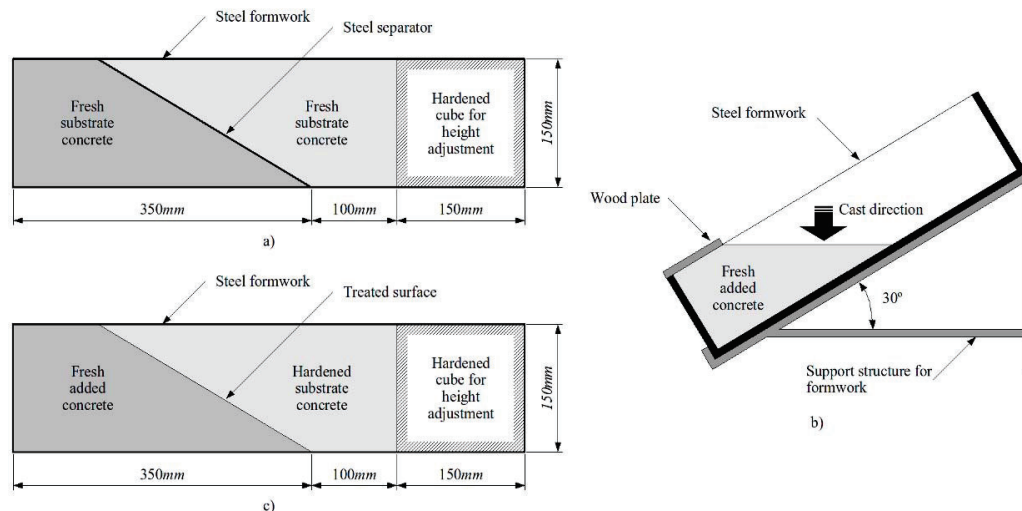 Steel formwork
Steel separator
Fresh
substrate
concrete
Fresh
substrate
concrete
Hardened
cube for
height
adjustment
150mm
350mm
100mm
150mm
a)
Steel formwork
Treated surface
Fresh
added
concrete
Hardened
substrate
concrete
Hardened
cube for
height
adjustment
150mm
350mm
100mm
150mm
c)
Steel formwork
Wood plate
Cast direction
Fresh
added
concrete
30º
Support structure for
formwork
b)